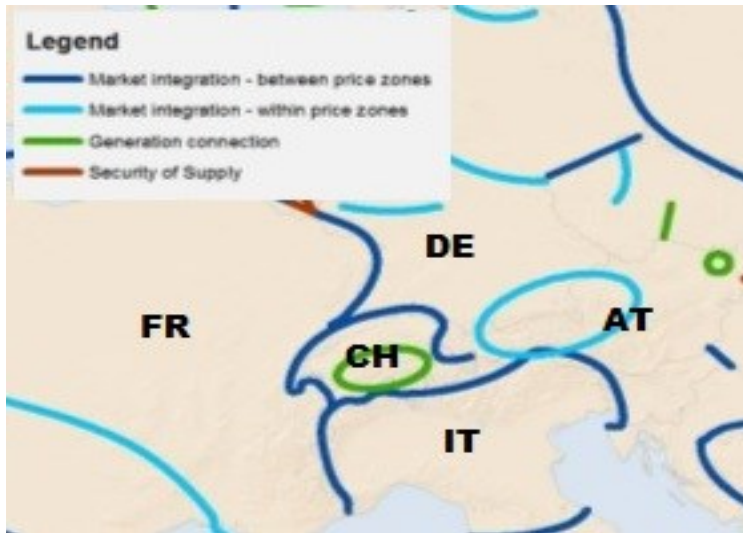 Legend
Market integration - between price zones
Market integration - within price zones
Generation connection
Security of Supply
DE
FR
AT
CH
IT